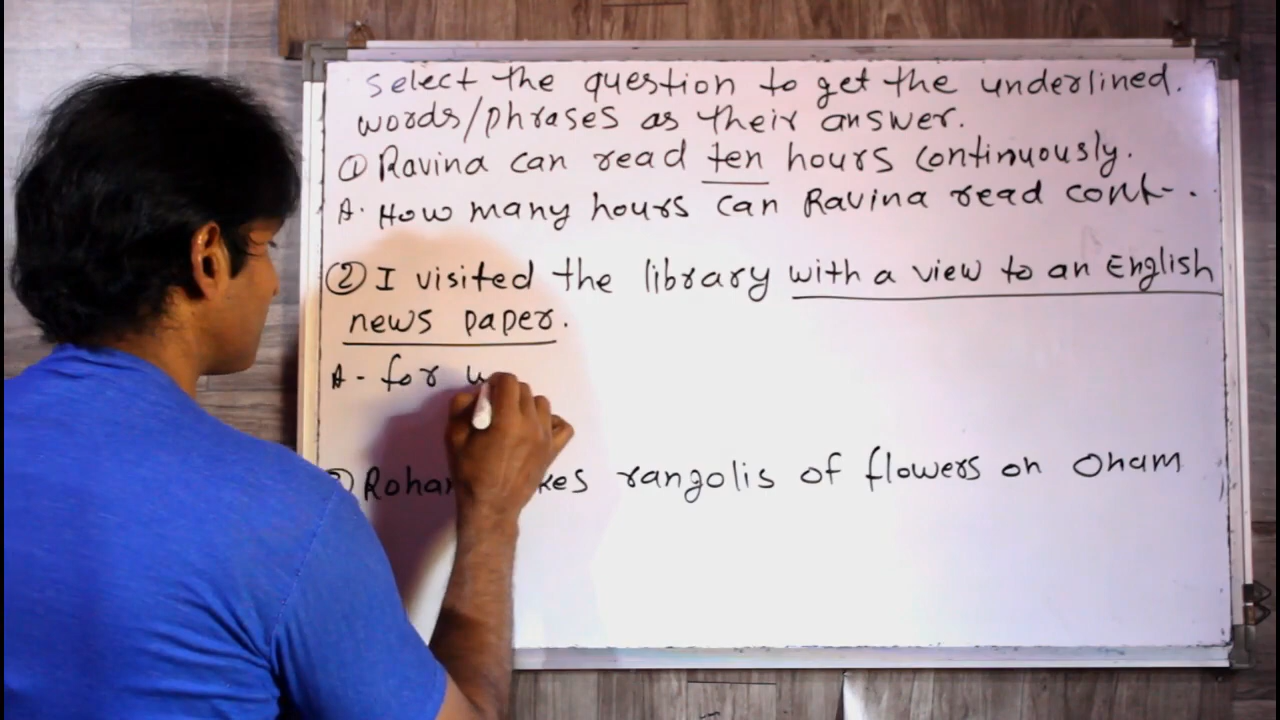 Select the question to get the underlined.
words/phrases as their answer.
① Ravina can read ten hours continuously.
A. How many hours can Ravina read cont-.
② I visited the library with a view to an English
news paper.
A - for
rangolis of flowers on Onam